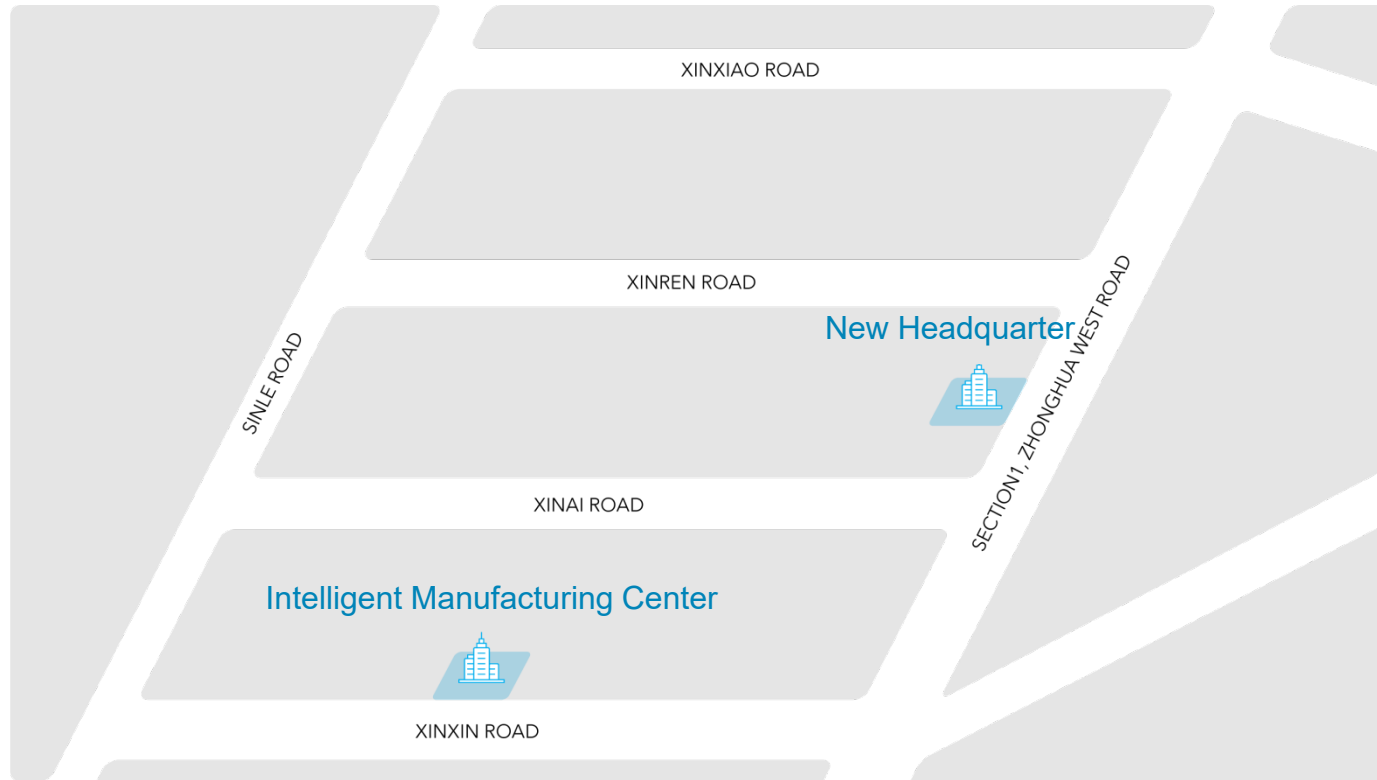 XINXIAO ROAD
XINREN ROAD
New Headquarter
SINLE ROAD
SECTION1, ZHONGHUA WEST ROAD
XINAI ROAD
Intelligent Manufacturing Center
XINXIN ROAD